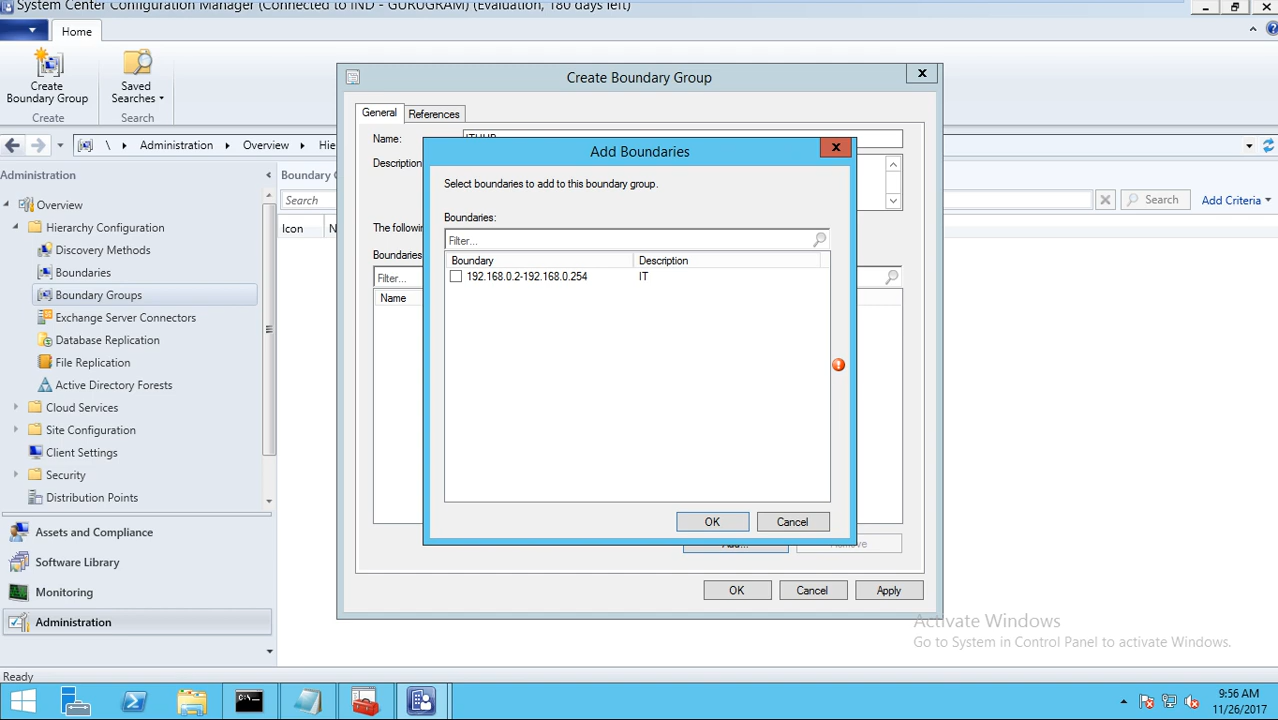 System Center Configuration Manager (Connected to IND - GURUGRAM) (Evaluation, 180 days left)
Home
Create
Boundary Group
Saved
Searches
Create
Search
\ Administration Overview Hie
Administration
Boundary G
Overview
Hierarchy Configuration
Discovery Methods
Boundaries
Boundary Groups
Exchange Server Connectors
Database Replication
File Replication
Active Directory Forests
Cloud Services
Site Configuration
Client Settings
Security
Distribution Points
Assets and Compliance
Software Library
Monitoring
Administration
Ready
Search
Search
Add Criteria
Icon N
Create Boundary Group
General References
Name:
Description
The followin
Boundaries
Filter...
Name
Add Boundaries
Select boundaries to add to this boundary group.
Boundaries:
Filter...
Boundary Description
192.168.0.2-192.168.0.254 IT
OK Cancel
OK Cancel Apply
Activate Windows
Go to System in Control Panel to activate Windows.
9:56 AM
11/26/2017